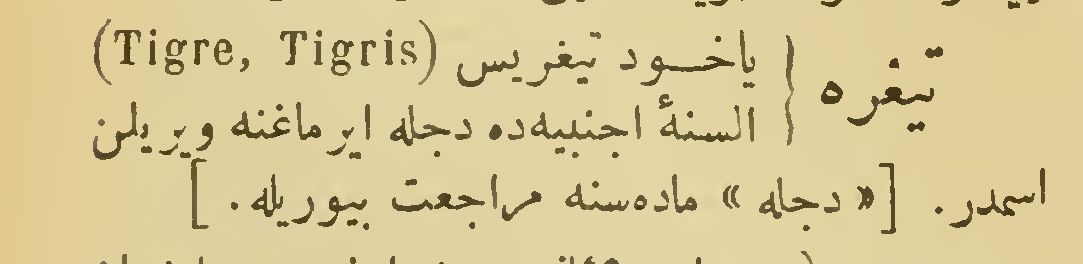 تیغره { یاخود تیغریس (Tigre, Tigris)
السنهٔ اجنبیه‌ده دجله ایرماغنه ویریلن
اسمدر. [« دجله » ماده‌سنه مراجعت بیوریله.]